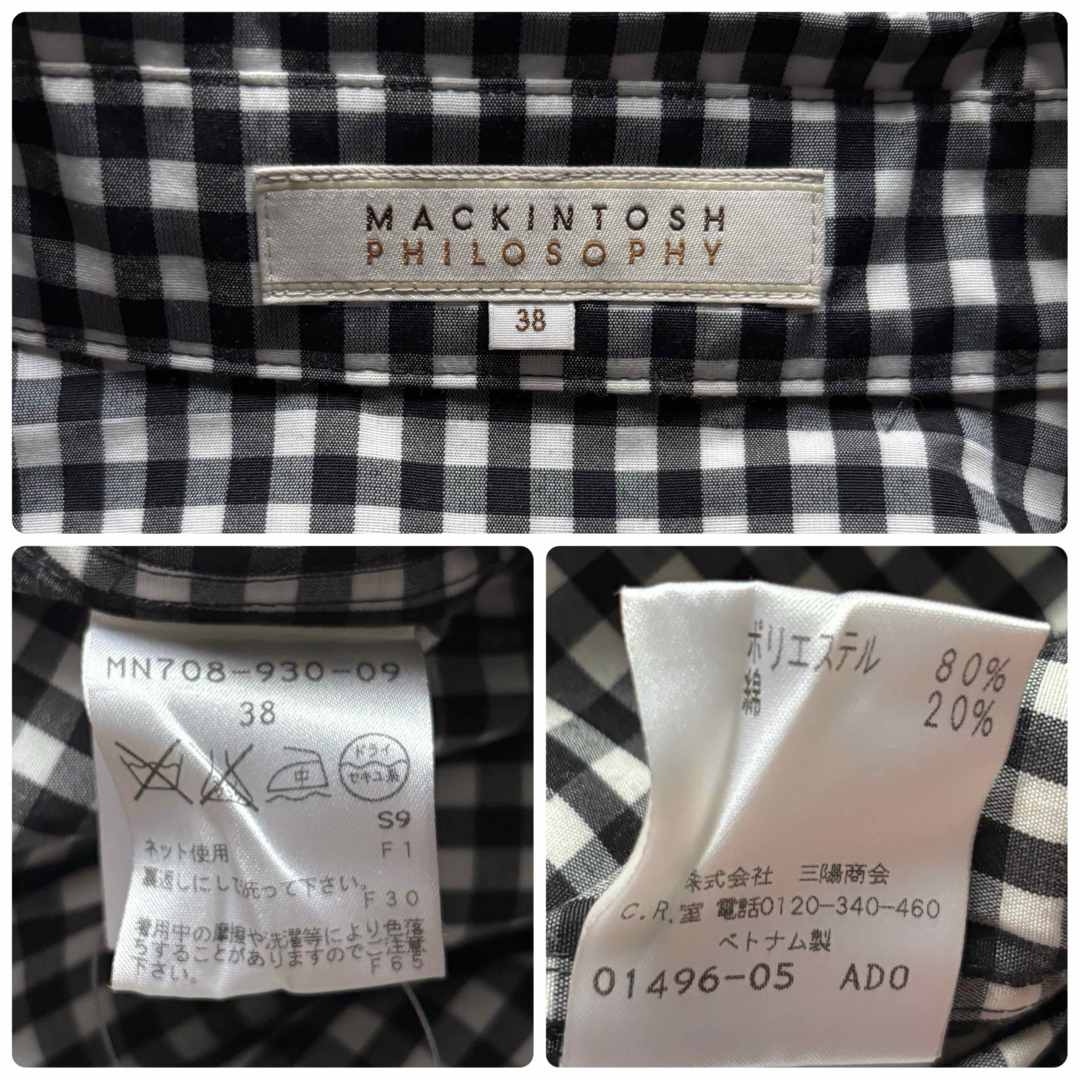 MACKINTOSH
PHILOSOPHY
38
MN708-930-09
38
中
ドライ
セキユ系
S9
ネット使用
F1
裏返しにして洗って下さい。
F30
着用中の摩擦や洗濯等により色落
ちすることがありますのでご注意
下さい。
F65
ポリエステル 80%
20%
株式会社 三陽商会
C.R.室 電話0120-340-460
ベトナム製
01496-05 ADO